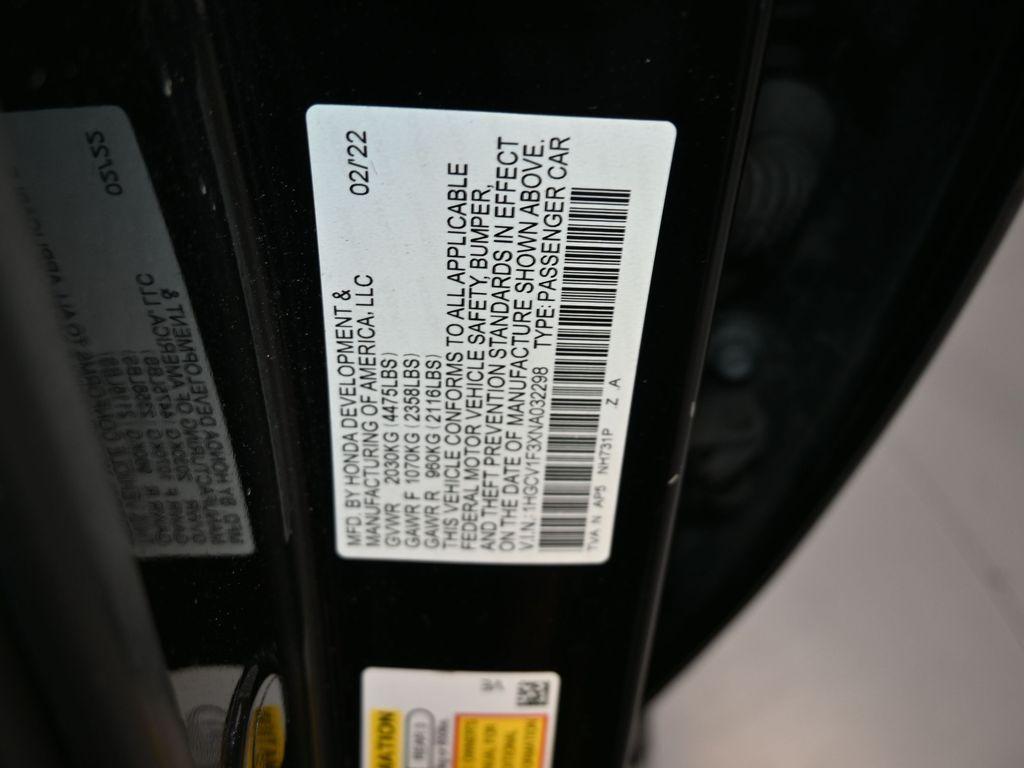 MFD. BY HONDA DEVELOPMENT &
MANUFACTURING OF AMERICA, LLC 02/'22
GVWR 2030KG (4475LBS)
GAWR F 1070KG (2358LBS)
GAWR R 960KG (2116LBS)
THIS VEHICLE CONFORMS TO ALL APPLICABLE
FEDERAL MOTOR VEHICLE SAFETY, BUMPER,
AND THEFT PREVENTION STANDARDS IN EFFECT
ON THE DATE OF MANUFACTURE SHOWN ABOVE.
V.I.N.: 1HGCV1F3XNA032298 TYPE: PASSENGER CAR
TVA N AP5 NH731P Z .A